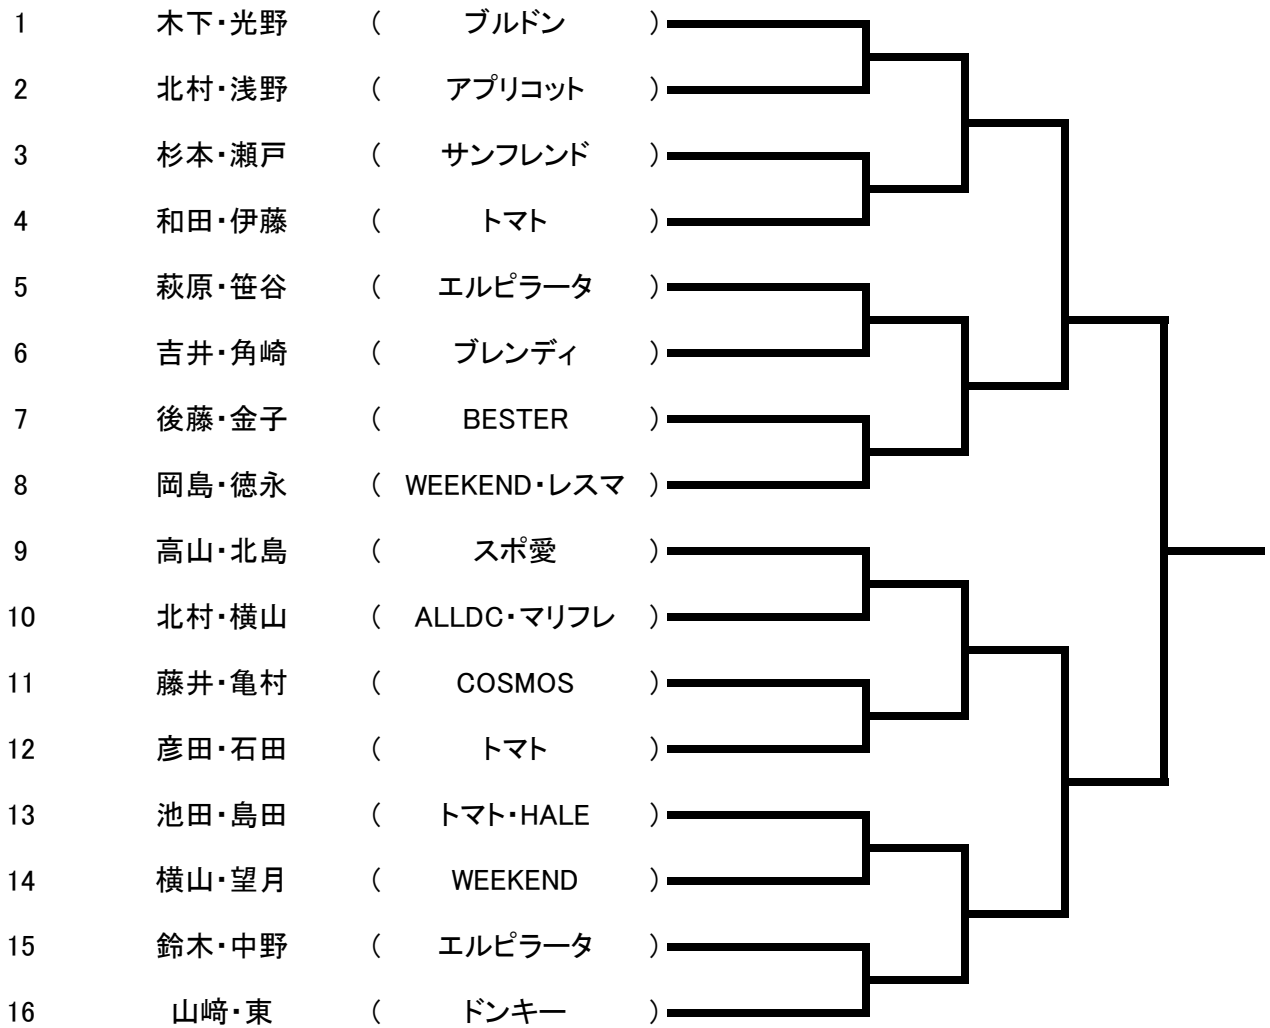 1 木下・光野 ( ブルドン )
2 北村・浅野 ( アプリコット )
3 杉本・瀬戸 ( サンフレンド )
4 和田・伊藤 ( トマト )
5 萩原・笹谷 ( エルピラータ )
6 吉井・角崎 ( ブレンディ )
7 後藤・金子 ( BESTER )
8 岡島・徳永 ( WEEKEND・レスマ )
9 高山・北島 ( スポ愛 )
10 北村・横山 ( ALLDC・マリフレ )
11 藤井・亀村 ( COSMOS )
12 彦田・石田 ( トマト )
13 池田・島田 ( トマト・HALE )
14 横山・望月 ( WEEKEND )
15 鈴木・中野 ( エルピラータ )
16 山﨑・東 ( ドンキー )